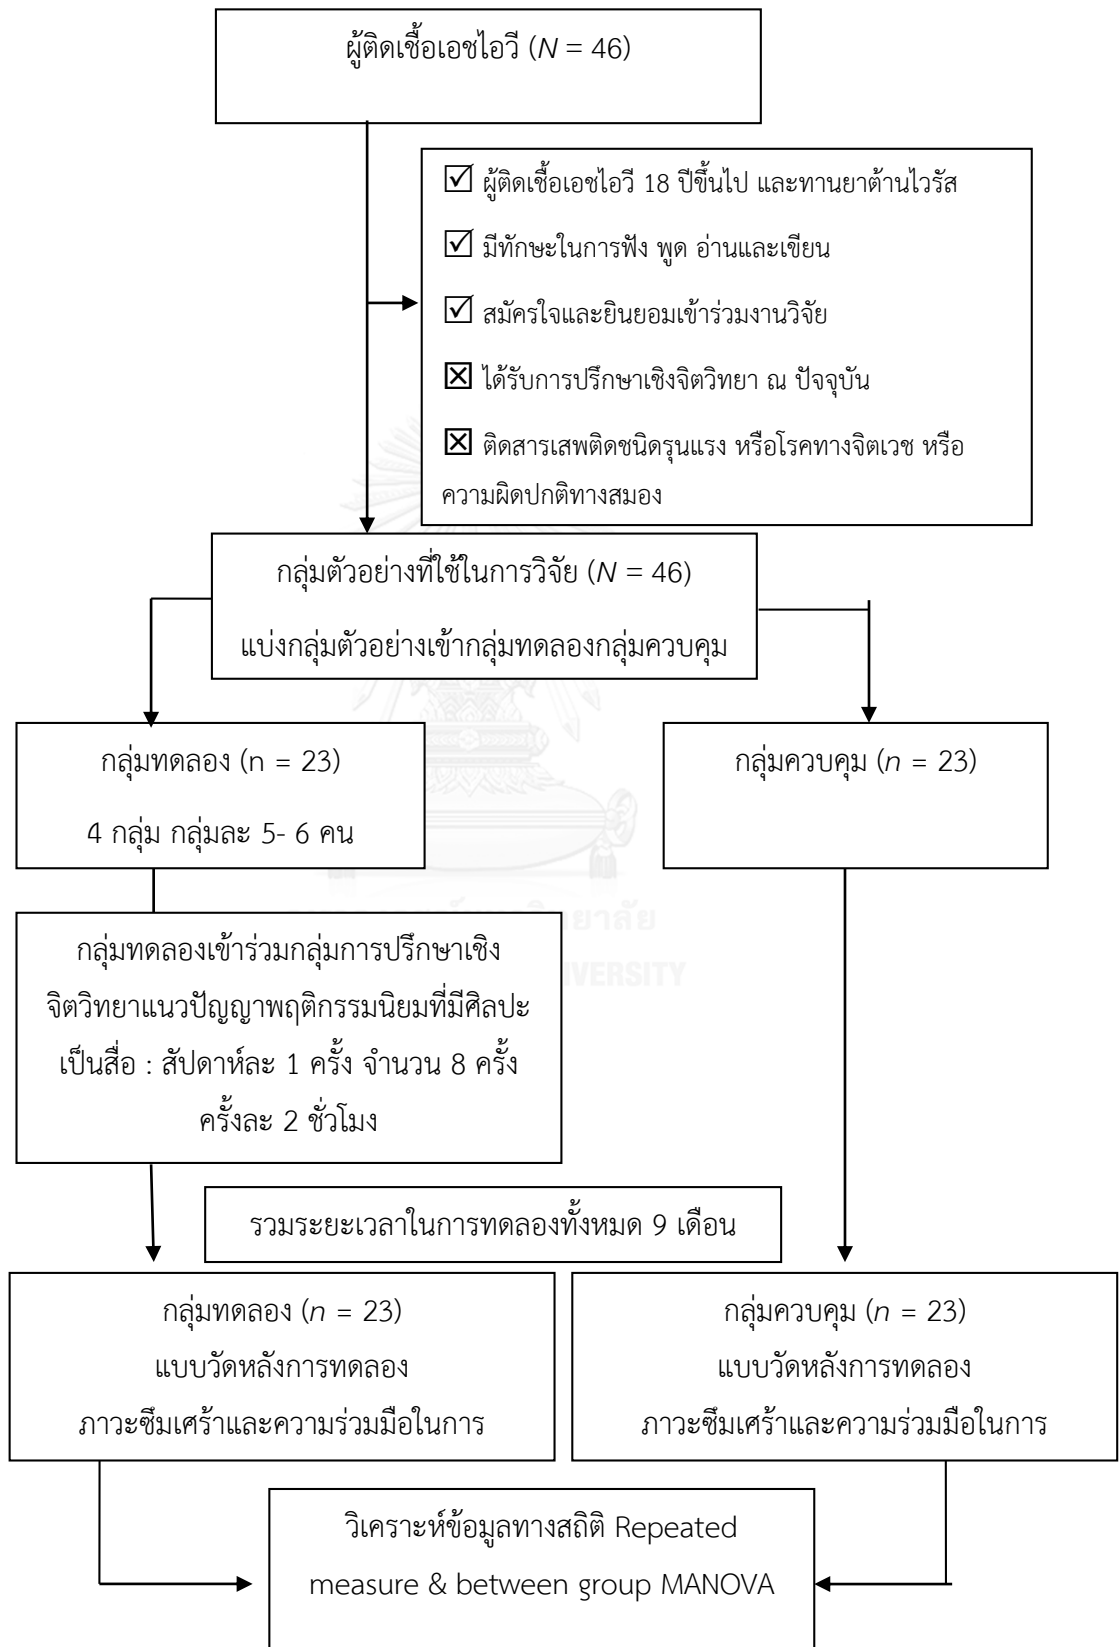 ผู้ติดเชื้อเอชไอวี (N = 46)
☑ ผู้ติดเชื้อเอชไอวี 18 ปีขึ้นไป และทานยาต้านไวรัส
☑ มีทักษะในการฟัง พูด อ่านและเขียน
☑ สมัครใจและยินยอมเข้าร่วมงานวิจัย
☒ ได้รับการปรึกษาเชิงจิตวิทยา ณ ปัจจุบัน
☒ ติดสารเสพติดชนิดรุนแรง หรือโรคทางจิตเวช หรือ
ความผิดปกติทางสมอง
กลุ่มตัวอย่างที่ใช้ในการวิจัย (N = 46)
แบ่งกลุ่มตัวอย่างเข้ากลุ่มทดลองกลุ่มควบคุม
กลุ่มทดลอง (n = 23)
4 กลุ่ม กลุ่มละ 5- 6 คน
กลุ่มควบคุม (n = 23)
กลุ่มทดลองเข้าร่วมกลุ่มการปรึกษาเชิง
จิตวิทยาแนวปัญญาพฤติกรรมนิยมที่มีศิลปะ
เป็นสื่อ : สัปดาห์ละ 1 ครั้ง จำนวน 8 ครั้ง
ครั้งละ 2 ชั่วโมง
รวมระยะเวลาในการทดลองทั้งหมด 9 เดือน
กลุ่มทดลอง (n = 23)
แบบวัดหลังการทดลอง
ภาวะซึมเศร้าและความร่วมมือในการ
กลุ่มควบคุม (n = 23)
แบบวัดหลังการทดลอง
ภาวะซึมเศร้าและความร่วมมือในการ
วิเคราะห์ข้อมูลทางสถิติ Repeated
measure & between group MANOVA